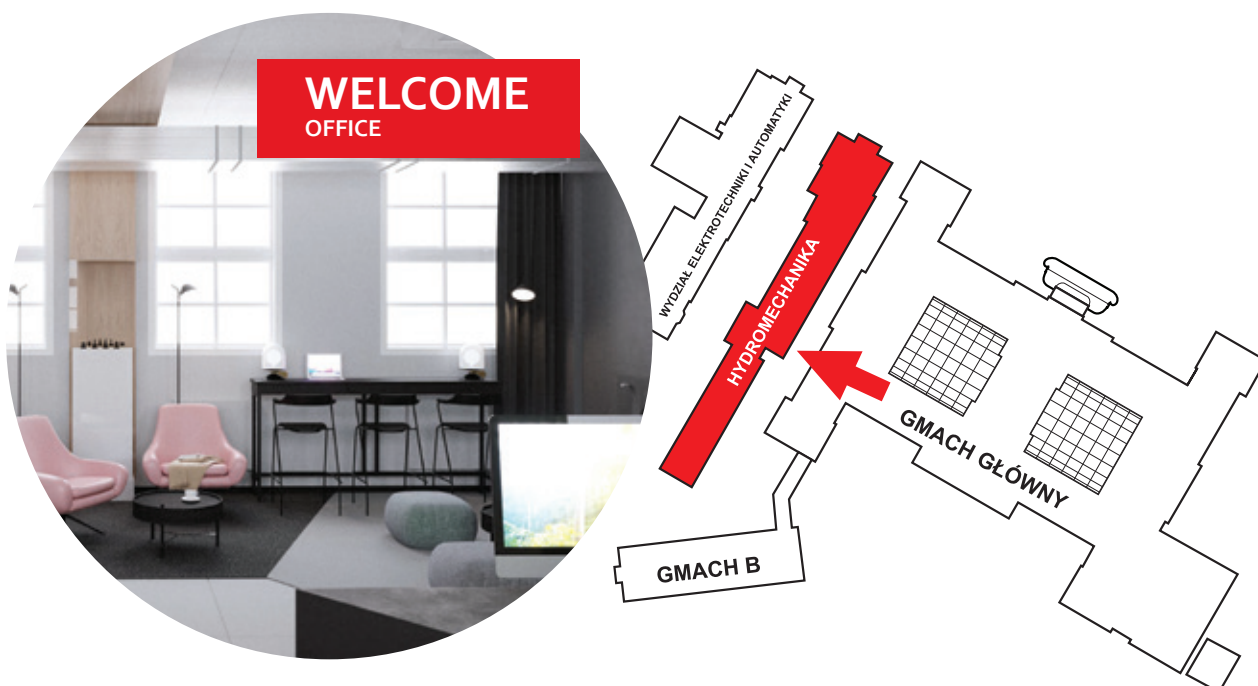 WELCOME
OFFICE
WYDZIAŁ ELEKTROTECHNIKI I AUTOMATYKI
HYDROMECHANIKA
GMACH GŁÓWNY
GMACH B